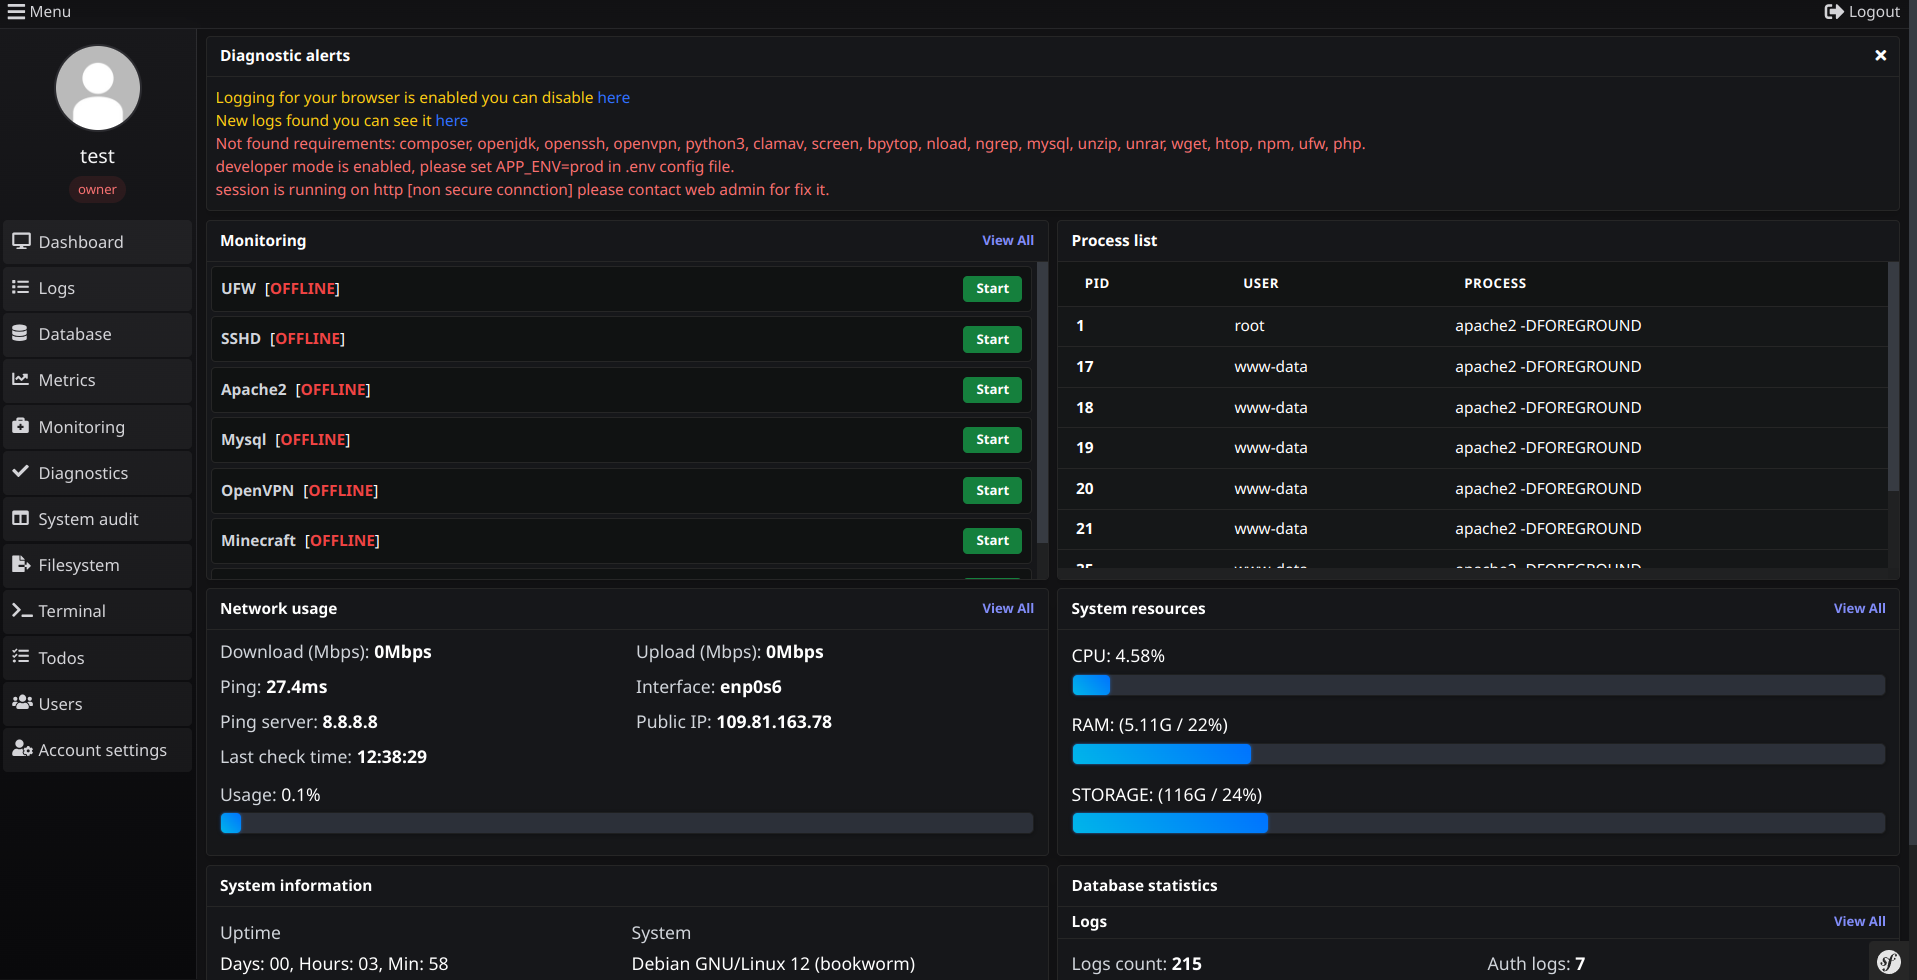 Menu
Logout
test
owner
Dashboard
Logs
Database
Metrics
Monitoring
Diagnostics
System audit
Filesystem
Terminal
Todos
Users
Account settings
Diagnostic alerts
Logging for your browser is enabled you can disable here
New logs found you can see it here
Not found requirements: composer, openjdk, openssh, openvpn, python3, clamav, screen, bpytop, nload, ngrep, mysql, unzip, unrar, wget, htop, npm, ufw, php.
developer mode is enabled, please set APP_ENV=prod in .env config file.
session is running on http [non secure connction] please contact web admin for fix it.
Monitoring View All
UFW [OFFLINE] Start
SSHD [OFFLINE] Start
Apache2 [OFFLINE] Start
Mysql [OFFLINE] Start
OpenVPN [OFFLINE] Start
Minecraft [OFFLINE] Start
Process list
PID USER PROCESS
1 root apache2 -DFOREGROUND
17 www-data apache2 -DFOREGROUND
18 www-data apache2 -DFOREGROUND
19 www-data apache2 -DFOREGROUND
20 www-data apache2 -DFOREGROUND
21 www-data apache2 -DFOREGROUND
www-data apache2 -DFOREGROUND
Network usage View All
Download (Mbps): 0Mbps Upload (Mbps): 0Mbps
Ping: 27.4ms Interface: enp0s6
Ping server: 8.8.8.8 Public IP: 109.81.163.78
Last check time: 12:38:29
Usage: 0.1%
System resources View All
CPU: 4.58%
RAM: (5.11G / 22%)
STORAGE: (116G / 24%)
System information
Uptime System
Days: 00, Hours: 03, Min: 58 Debian GNU/Linux 12 (bookworm)
Database statistics
Logs View All
Logs count: 215 Auth logs: 7
sf